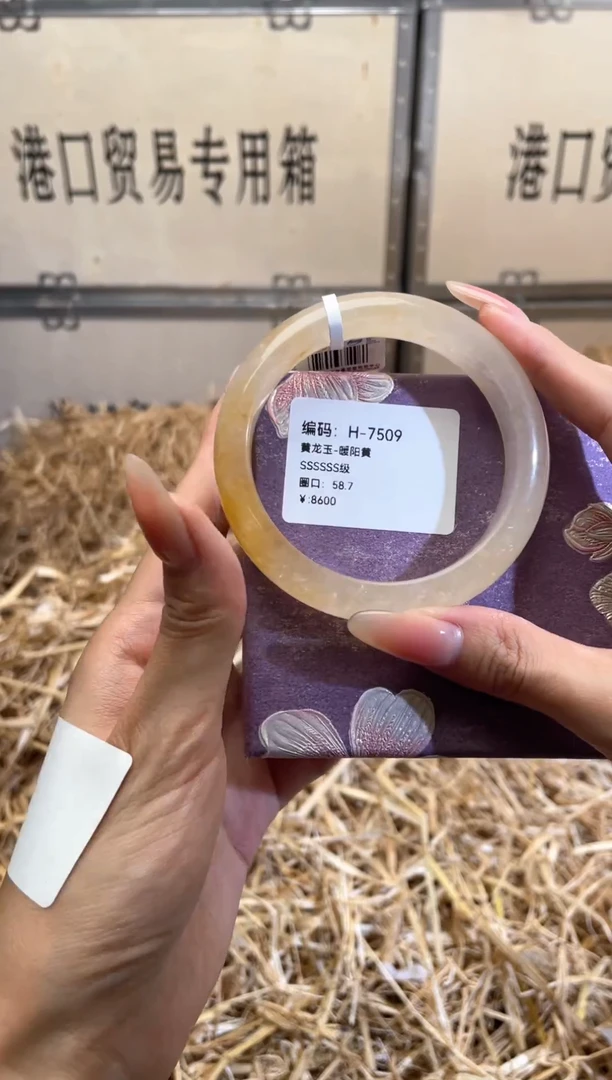 港口贸易专用箱
港口贸
编码：H-7509
黄龙玉-暖阳黄
SSSSSS级
圈口：58.7
¥:8600